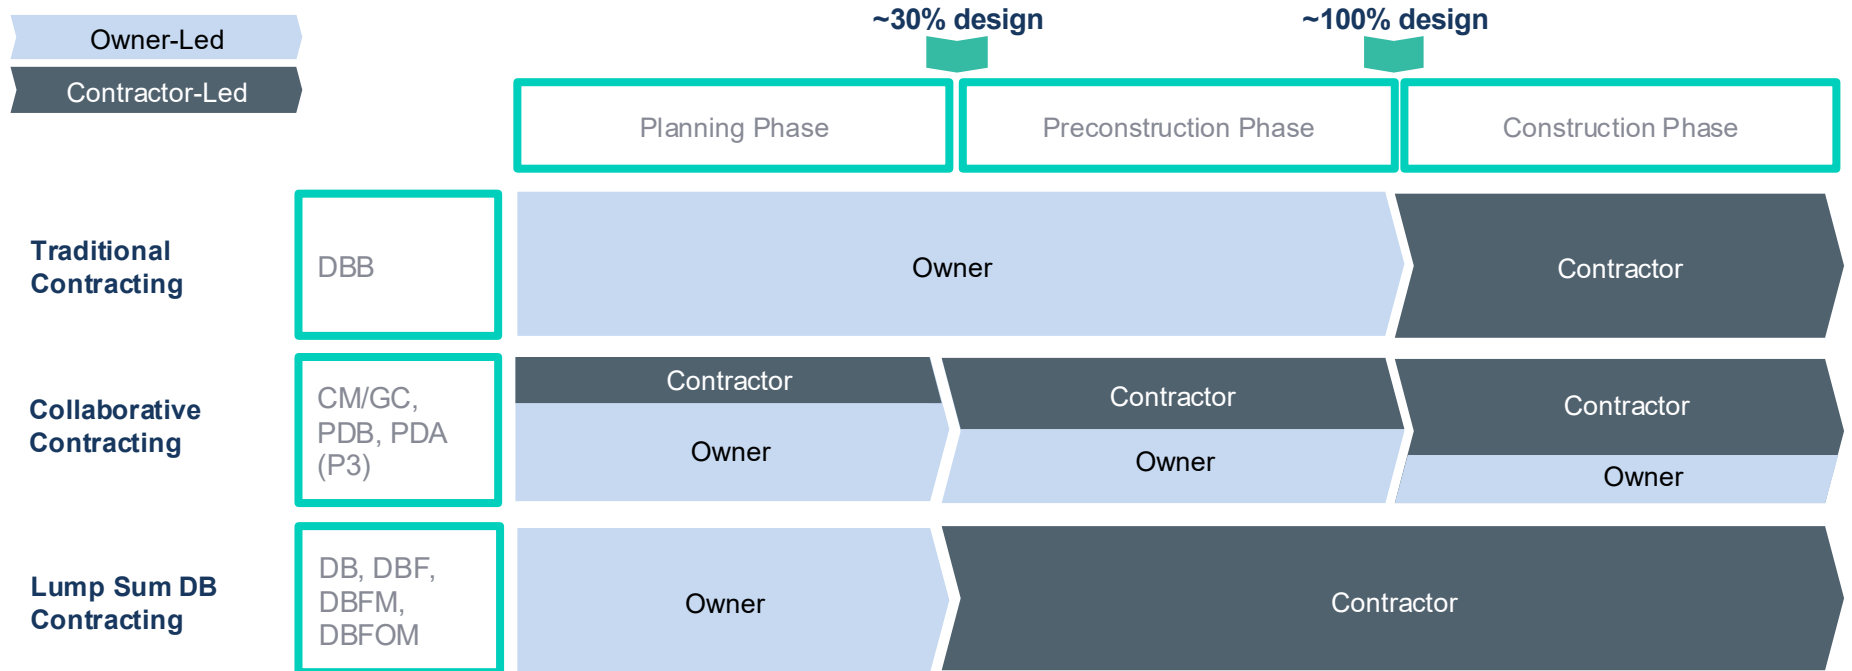 Owner-Led
Contractor-Led
~30% design
~100% design
Planning Phase
Preconstruction Phase
Construction Phase
Traditional
Contracting
DBB
Owner
Contractor
Collaborative
Contracting
CM/GC,
PDB, PDA
(P3)
Contractor
Owner
Contractor
Owner
Contractor
Owner
Lump Sum DB
Contracting
DB, DBF,
DBFM,
DBFOM
Owner
Contractor